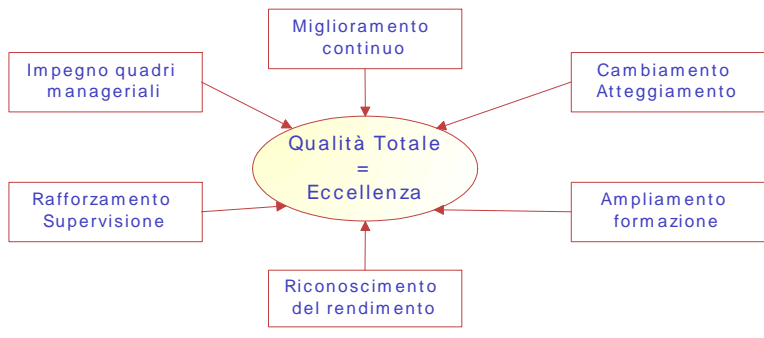 Miglioramento
continuo
Impegno quadri
manageriali
Cambiamento
Atteggiamento
Qualità Totale
=
Eccellenza
Rafforzamento
Supervisione
Ampliamento
formazione
Riconoscimento
del rendimento